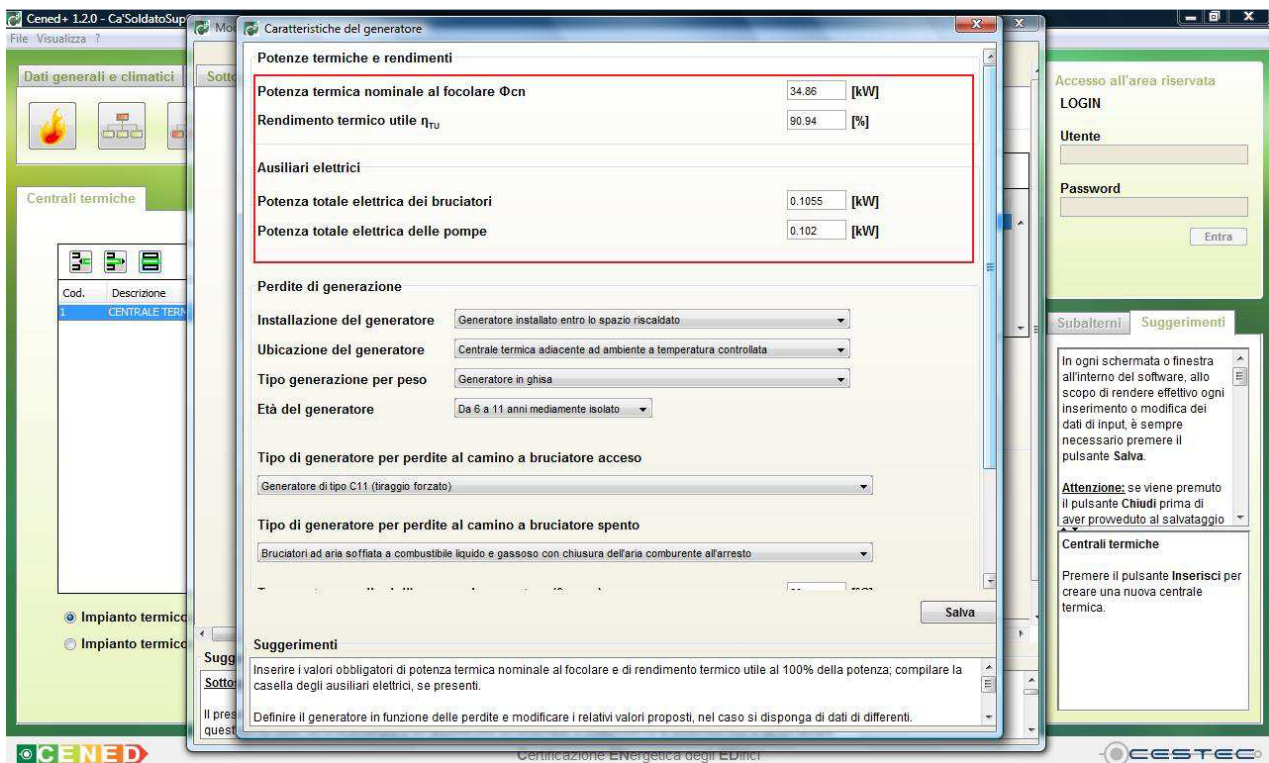 Cened+ 1.2.0 - Ca'SoldatoSup
File Visualizza ?
Dati generali e climatici
Centrali termiche
Cod. Descrizione
1 CENTRALE TERM
Impianto termico
Impianto termico
Caratteristiche del generatore
Potenze termiche e rendimenti
Potenza termica nominale al focolare Φcn 34.86 [kW]
Rendimento termico utile ηTU 90.94 [%]
Ausiliari elettrici
Potenza totale elettrica dei bruciatori 0.1055 [kW]
Potenza totale elettrica delle pompe 0.102 [kW]
Perdite di generazione
Installazione del generatore Generatore installato entro lo spazio riscaldato
Ubicazione del generatore Centrale termica adiacente ad ambiente a temperatura controllata
Tipo generazione per peso Generatore in ghisa
Età del generatore Da 6 a 11 anni mediamente isolato
Tipo di generatore per perdite al camino a bruciatore acceso
Generatore di tipo C11 (tiraggio forzato)
Tipo di generatore per perdite al camino a bruciatore spento
Bruciatori ad aria soffiata a combustibile liquido e gassoso con chiusura dell'aria comburente all'arresto
Salva
Suggerimenti
Inserire i valori obbligatori di potenza termica nominale al focolare e di rendimento termico utile al 100% della potenza; compilare la
casella degli ausiliari elettrici, se presenti.
Definire il generatore in funzione delle perdite e modificare i relativi valori proposti, nel caso si disponga di dati di differenti.
Sugg
Sotto
Il pres
quest
Accesso all'area riservata
LOGIN
Utente
Password
Entra
Subalterni Suggerimenti
In ogni schermata o finestra
all'interno del software, allo
scopo di rendere effettivo ogni
inserimento o modifica dei
dati di input, è sempre
necessario premere il
pulsante Salva.
Attenzione: se viene premuto
il pulsante Chiudi prima di
aver provveduto al salvataggio
Centrali termiche
Premere il pulsante Inserisci per
creare una nuova centrale
termica.
CENED
Certificazione ENergetica degli EDifici
CESTEC